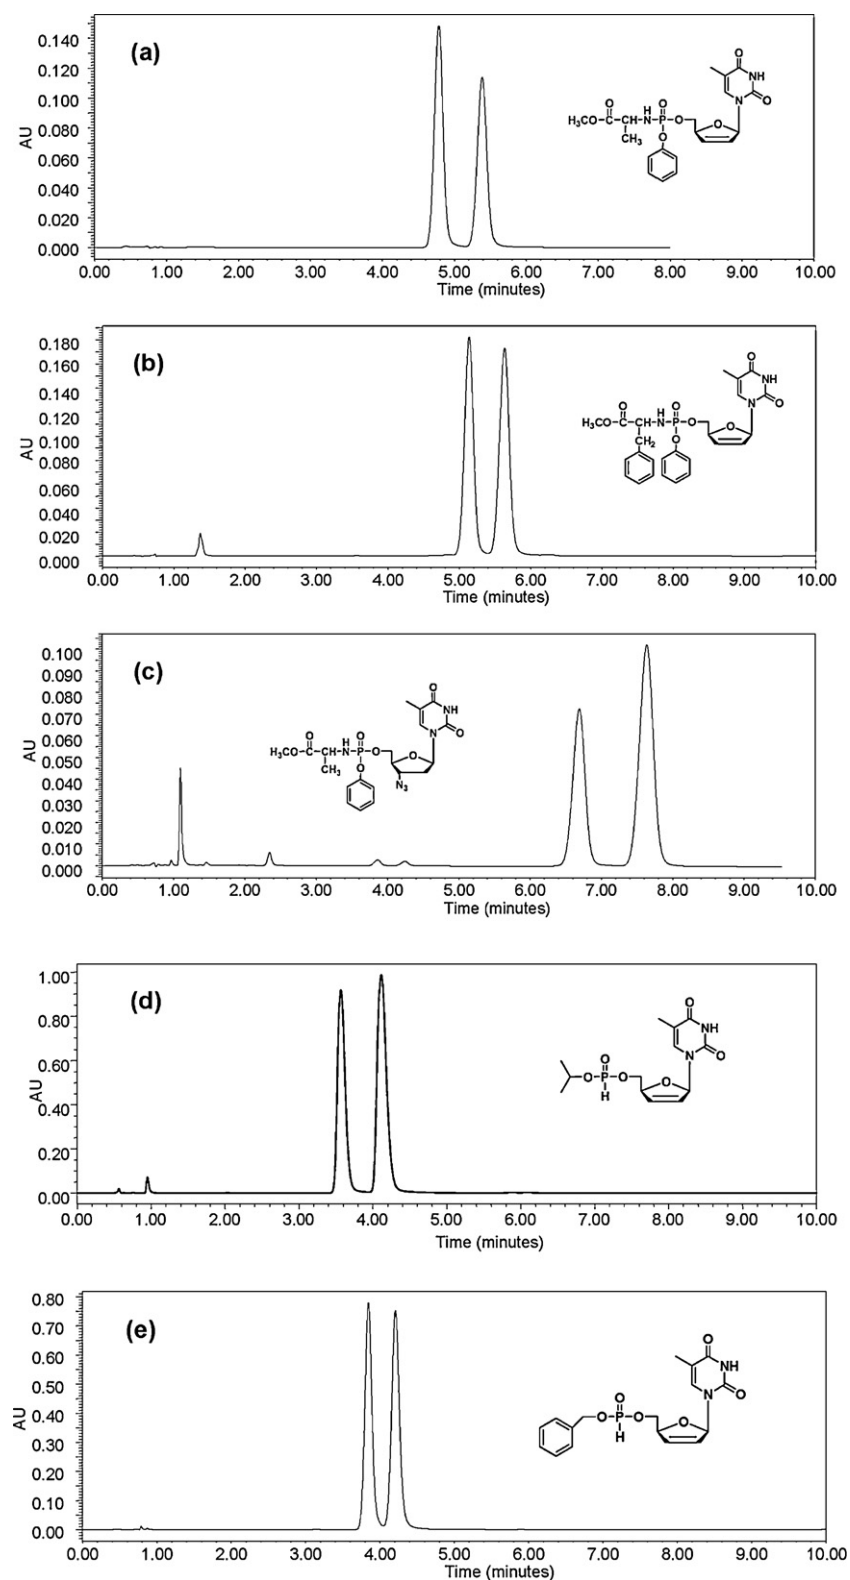 (a)
AU
0.140
0.120
0.100
0.080
0.060
0.040
0.020
0.000
0.00 1.00 2.00 3.00 4.00 5.00 6.00 7.00 8.00 9.00 10.00
Time (minutes)
O
NH
N
O
O
H O
H₃CO-C-CH-N-P-O
CH₃
O
O
(b)
AU
0.180
0.160
0.140
0.120
0.100
0.080
0.060
0.040
0.020
0.000
0.00 1.00 2.00 3.00 4.00 5.00 6.00 7.00 8.00 9.00 10.00
Time (minutes)
O
NH
N
O
O
H O
H₃CO-C-CH-N-P-O
CH₂
O
O
(c)
AU
0.100
0.090
0.080
0.070
0.060
0.050
0.040
0.030
0.020
0.010
0.000
0.00 1.00 2.00 3.00 4.00 5.00 6.00 7.00 8.00 9.00 10.00
Time (minutes)
O
NH
N
O
O
H O
H₃CO-C-CH-N-P-O
CH₃
O
O
N₃
(d)
AU
1.00
0.80
0.60
0.40
0.20
0.00
0.00 1.00 2.00 3.00 4.00 5.00 6.00 7.00 8.00 9.00 10.00
Time (minutes)
O
NH
N
O
O
O-P-O
H
O
(e)
AU
0.80
0.70
0.60
0.50
0.40
0.30
0.20
0.10
0.00
0.00 1.00 2.00 3.00 4.00 5.00 6.00 7.00 8.00 9.00 10.00
Time (minutes)
O
NH
N
O
O
O-P-O
H
O